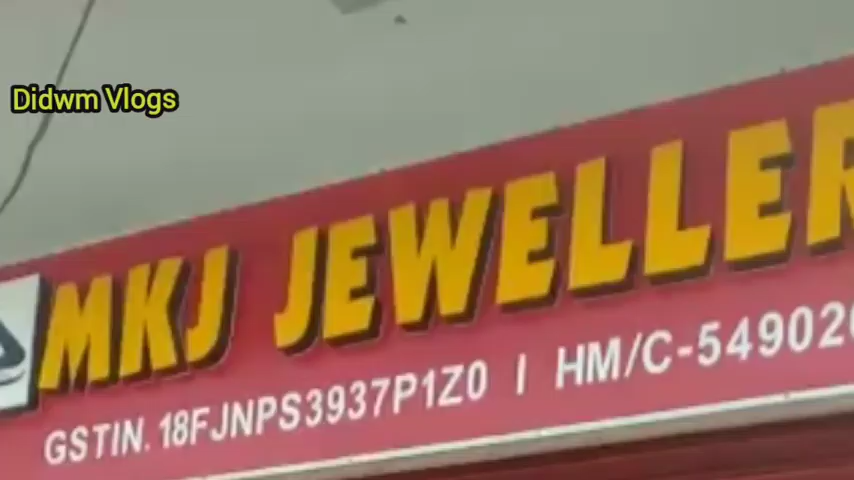 Didwm Vlogs
MKJ JEWELLER
GSTIN. 18FJNPS3937P1Z0 | HM/C-549020